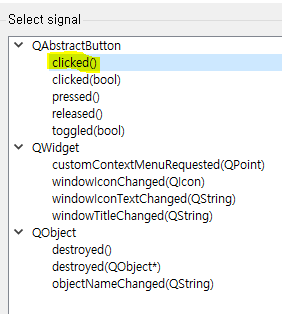 Select signal
QAbstractButton
clicked()
clicked(bool)
pressed()
released()
toggled(bool)
QWidget
customContextMenuRequested(QPoint)
windowIconChanged(QIcon)
windowIconTextChanged(QString)
windowTitleChanged(QString)
QObject
destroyed()
destroyed(QObject*)
objectNameChanged(QString)